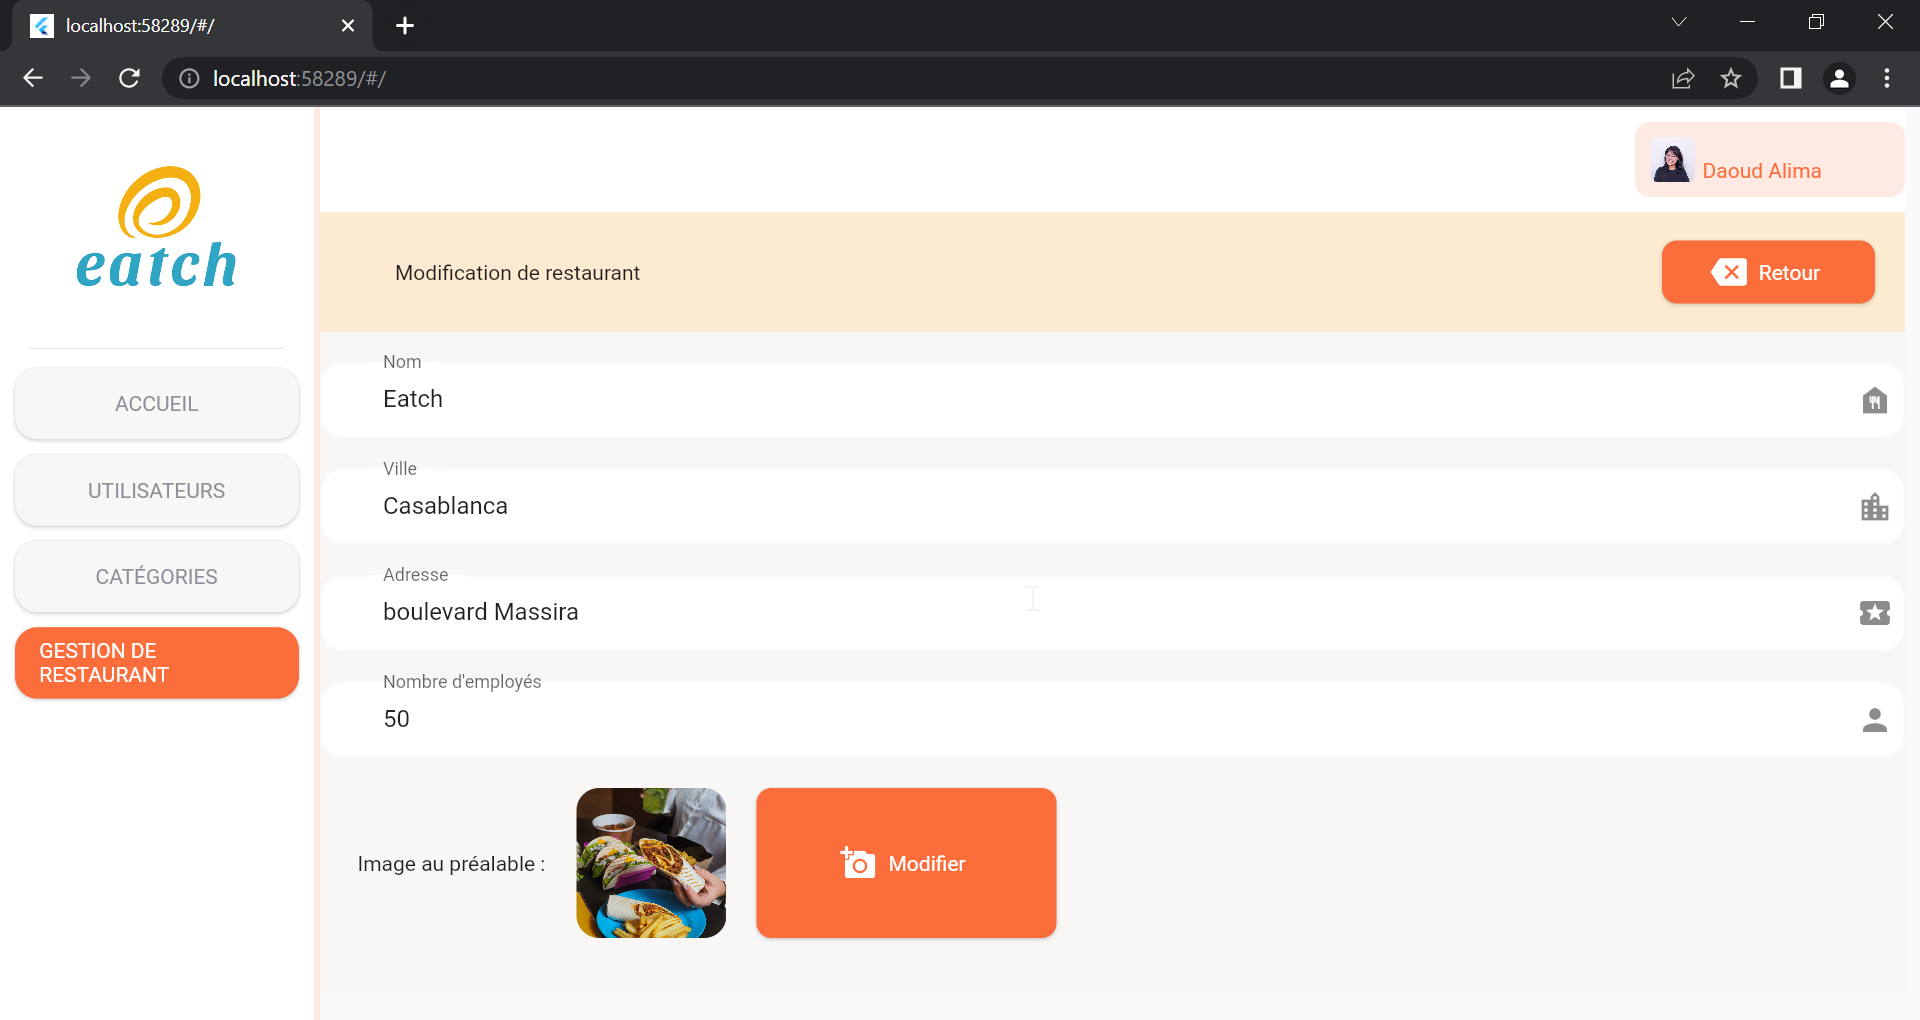 localhost:58289/#/
localhost:58289/#/
eatch
Daoud Alima
Modification de restaurant
Retour
ACCUEIL
UTILISATEURS
CATÉGORIES
GESTION DE
RESTAURANT
Nom
Eatch
Ville
Casablanca
Adresse
boulevard Massira
Nombre d'employés
50
Image au préalable :
Modifier